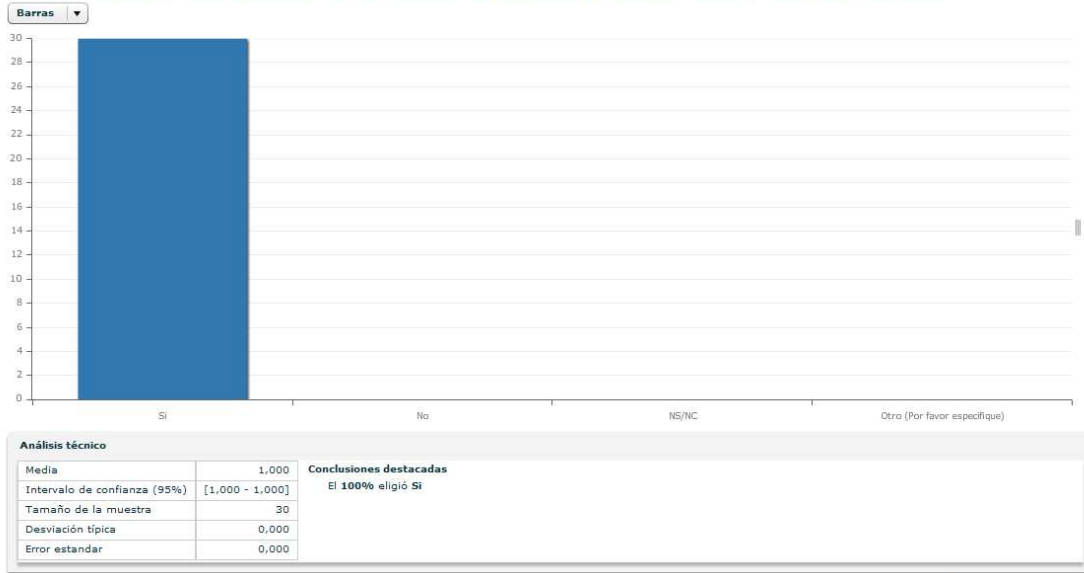 Barras
30
28
26
24
22
20
18
16
14
12
10
8
6
4
2
0
Si No NS/NC Otro (Por favor especifique)
Análisis técnico
Media 1,000
Intervalo de confianza (95%) [1,000 - 1,000]
Tamaño de la muestra 30
Desviación típica 0,000
Error estandar 0,000
Conclusiones destacadas
El 100% eligió Si